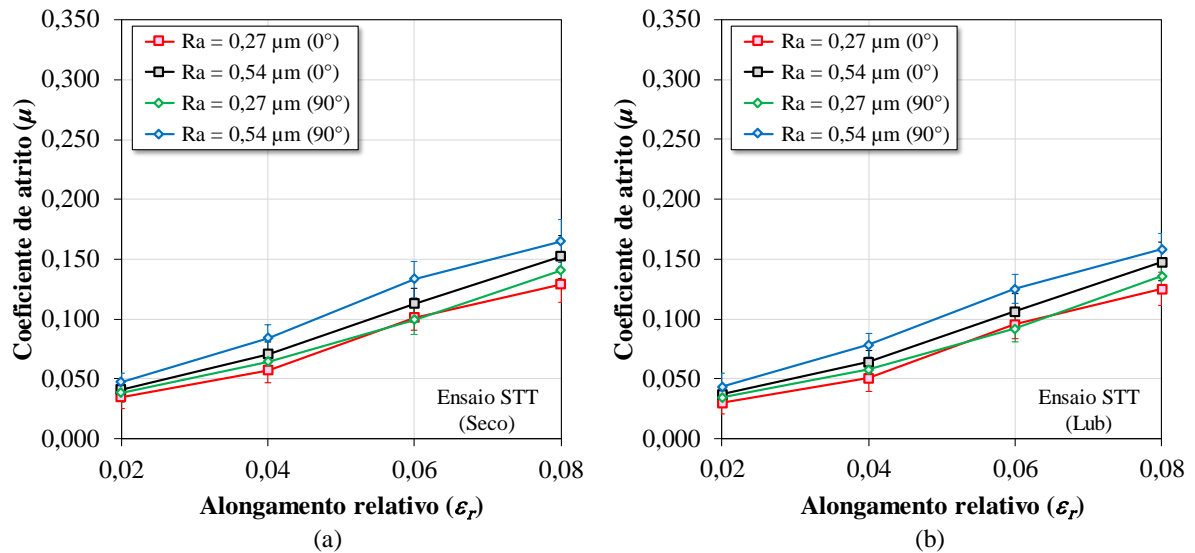 0,350
0,300
0,250
0,200
0,150
0,100
0,050
0,000
Coeficiente de atrito (μ)
Ra = 0,27 μm (0°)
Ra = 0,54 μm (0°)
Ra = 0,27 μm (90°)
Ra = 0,54 μm (90°)
Ensaio STT
(Seco)
0,02 0,04 0,06 0,08
Alongamento relativo (εr)
(a)
0,350
0,300
0,250
0,200
0,150
0,100
0,050
0,000
Coeficiente de atrito (μ)
Ra = 0,27 μm (0°)
Ra = 0,54 μm (0°)
Ra = 0,27 μm (90°)
Ra = 0,54 μm (90°)
Ensaio STT
(Lub)
0,02 0,04 0,06 0,08
Alongamento relativo (εr)
(b)